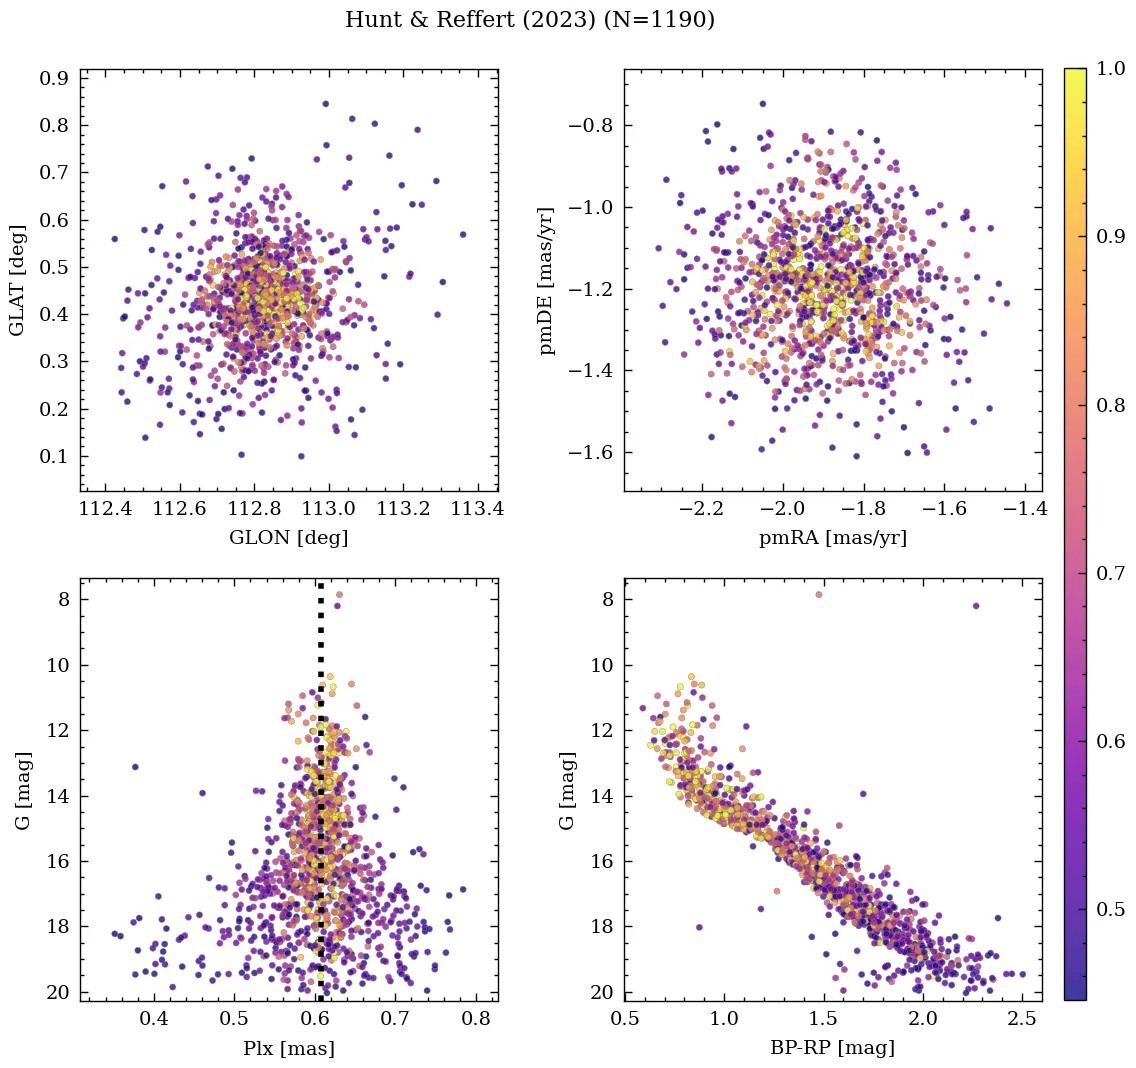 Hunt & Reffert (2023) (N=1190)
0.9
0.8
0.7
0.6
0.5
0.4
0.3
0.2
0.1
GLAT [deg]
112.4 112.6 112.8 113.0 113.2 113.4
GLON [deg]
−0.8
−1.0
−1.2
−1.4
−1.6
pmDE [mas/yr]
−2.2 −2.0 −1.8 −1.6 −1.4
pmRA [mas/yr]
8
10
12
14
16
18
20
G [mag]
0.4 0.5 0.6 0.7 0.8
Plx [mas]
8
10
12
14
16
18
20
G [mag]
0.5 1.0 1.5 2.0 2.5
BP-RP [mag]
1.0
0.9
0.8
0.7
0.6
0.5